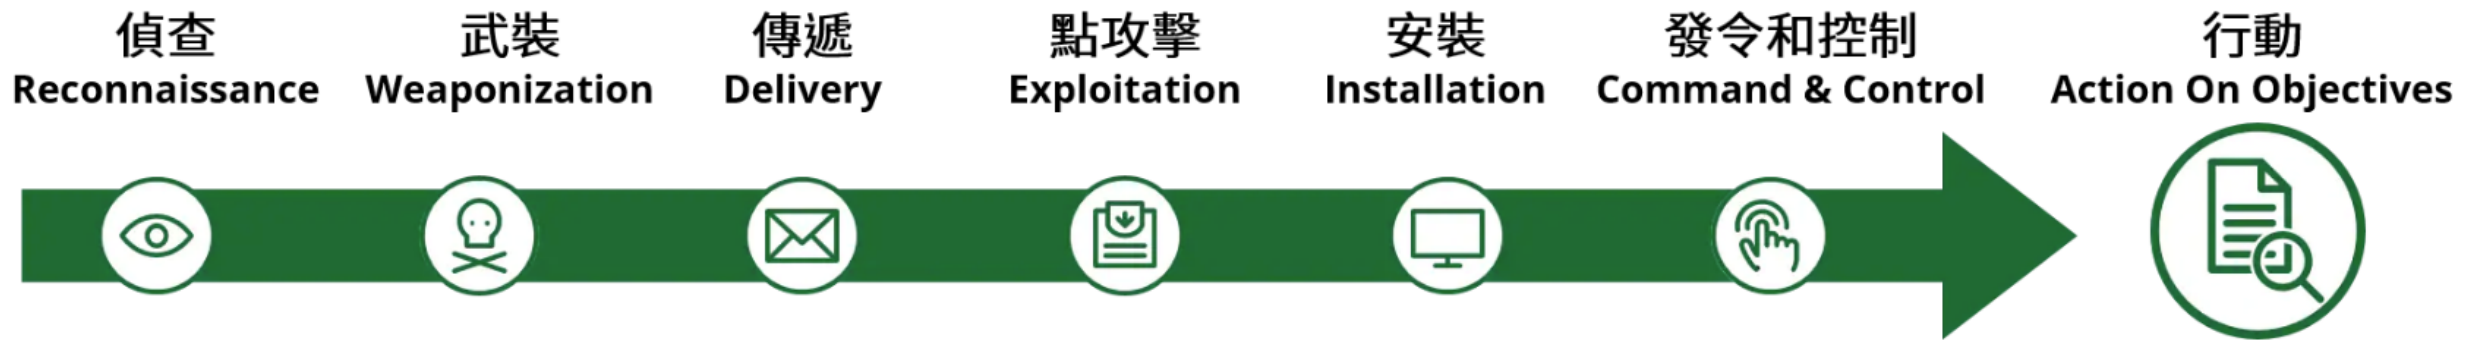 偵查
Reconnaissance
武裝
Weaponization
傳遞
Delivery
點攻擊
Exploitation
安裝
Installation
發令和控制
Command & Control
行動
Action On Objectives